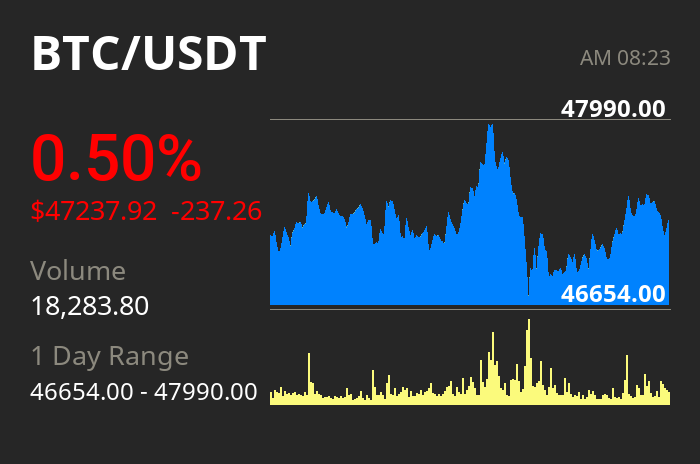 BTC/USDT
AM 08:23
47990.00
0.50%
$47237.92 -237.26
Volume
18,283.80
46654.00
1 Day Range
46654.00 - 47990.00